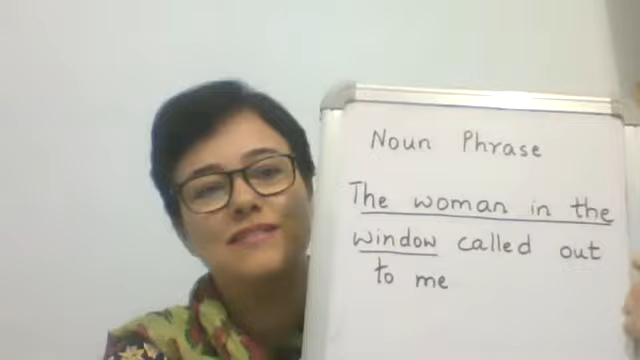 Noun Phrase
The woman in the
window called out
to me